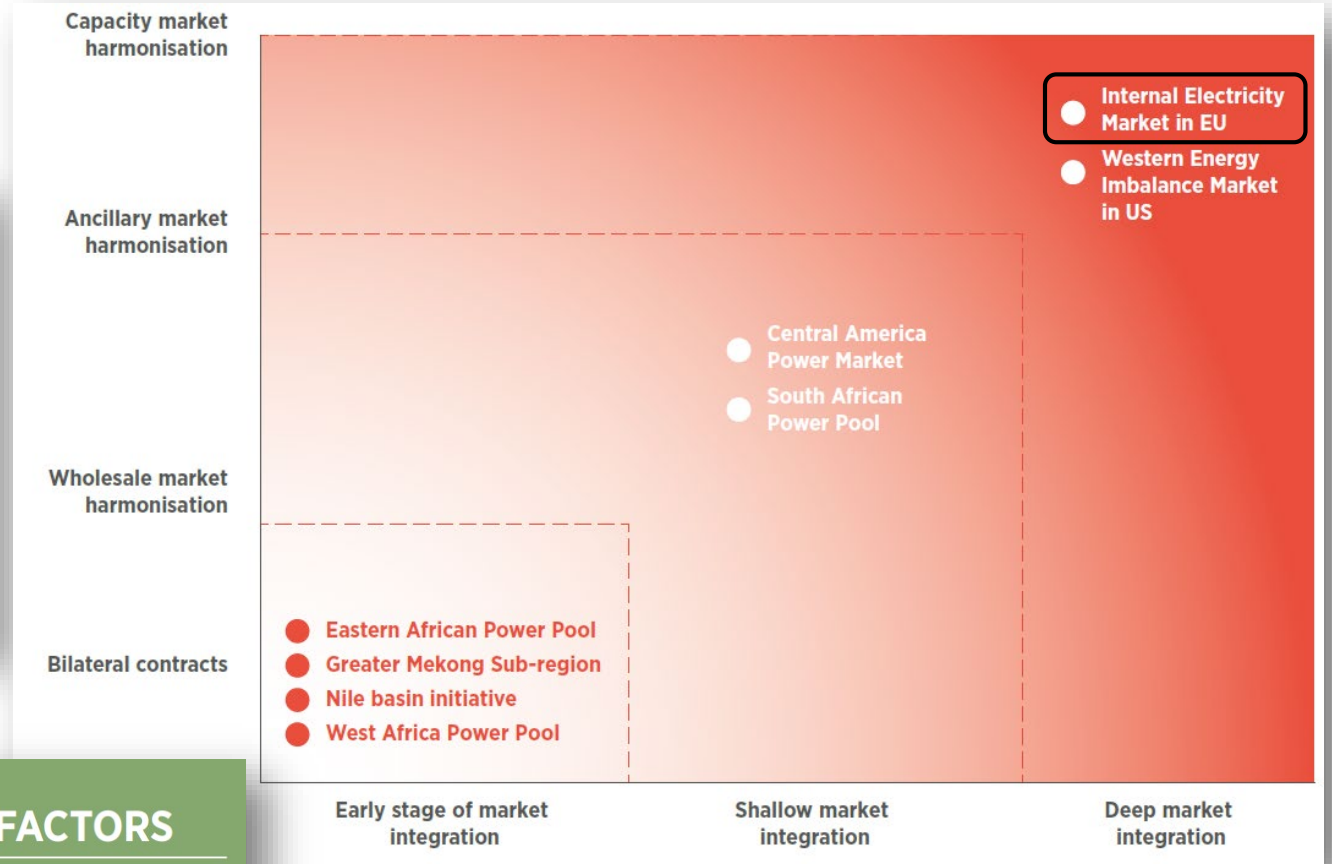 Capacity market
harmonisation
Internal Electricity
Market in EU
Western Energy
Imbalance Market
in US
Ancillary market
harmonisation
Central America
Power Market
South African
Power Pool
Wholesale market
harmonisation
Eastern African Power Pool
Bilateral contracts
Greater Mekong Sub-region
Nile basin initiative
West Africa Power Pool
FACTORS
Early stage of market
integration
Shallow market
integration
Deep market
integration